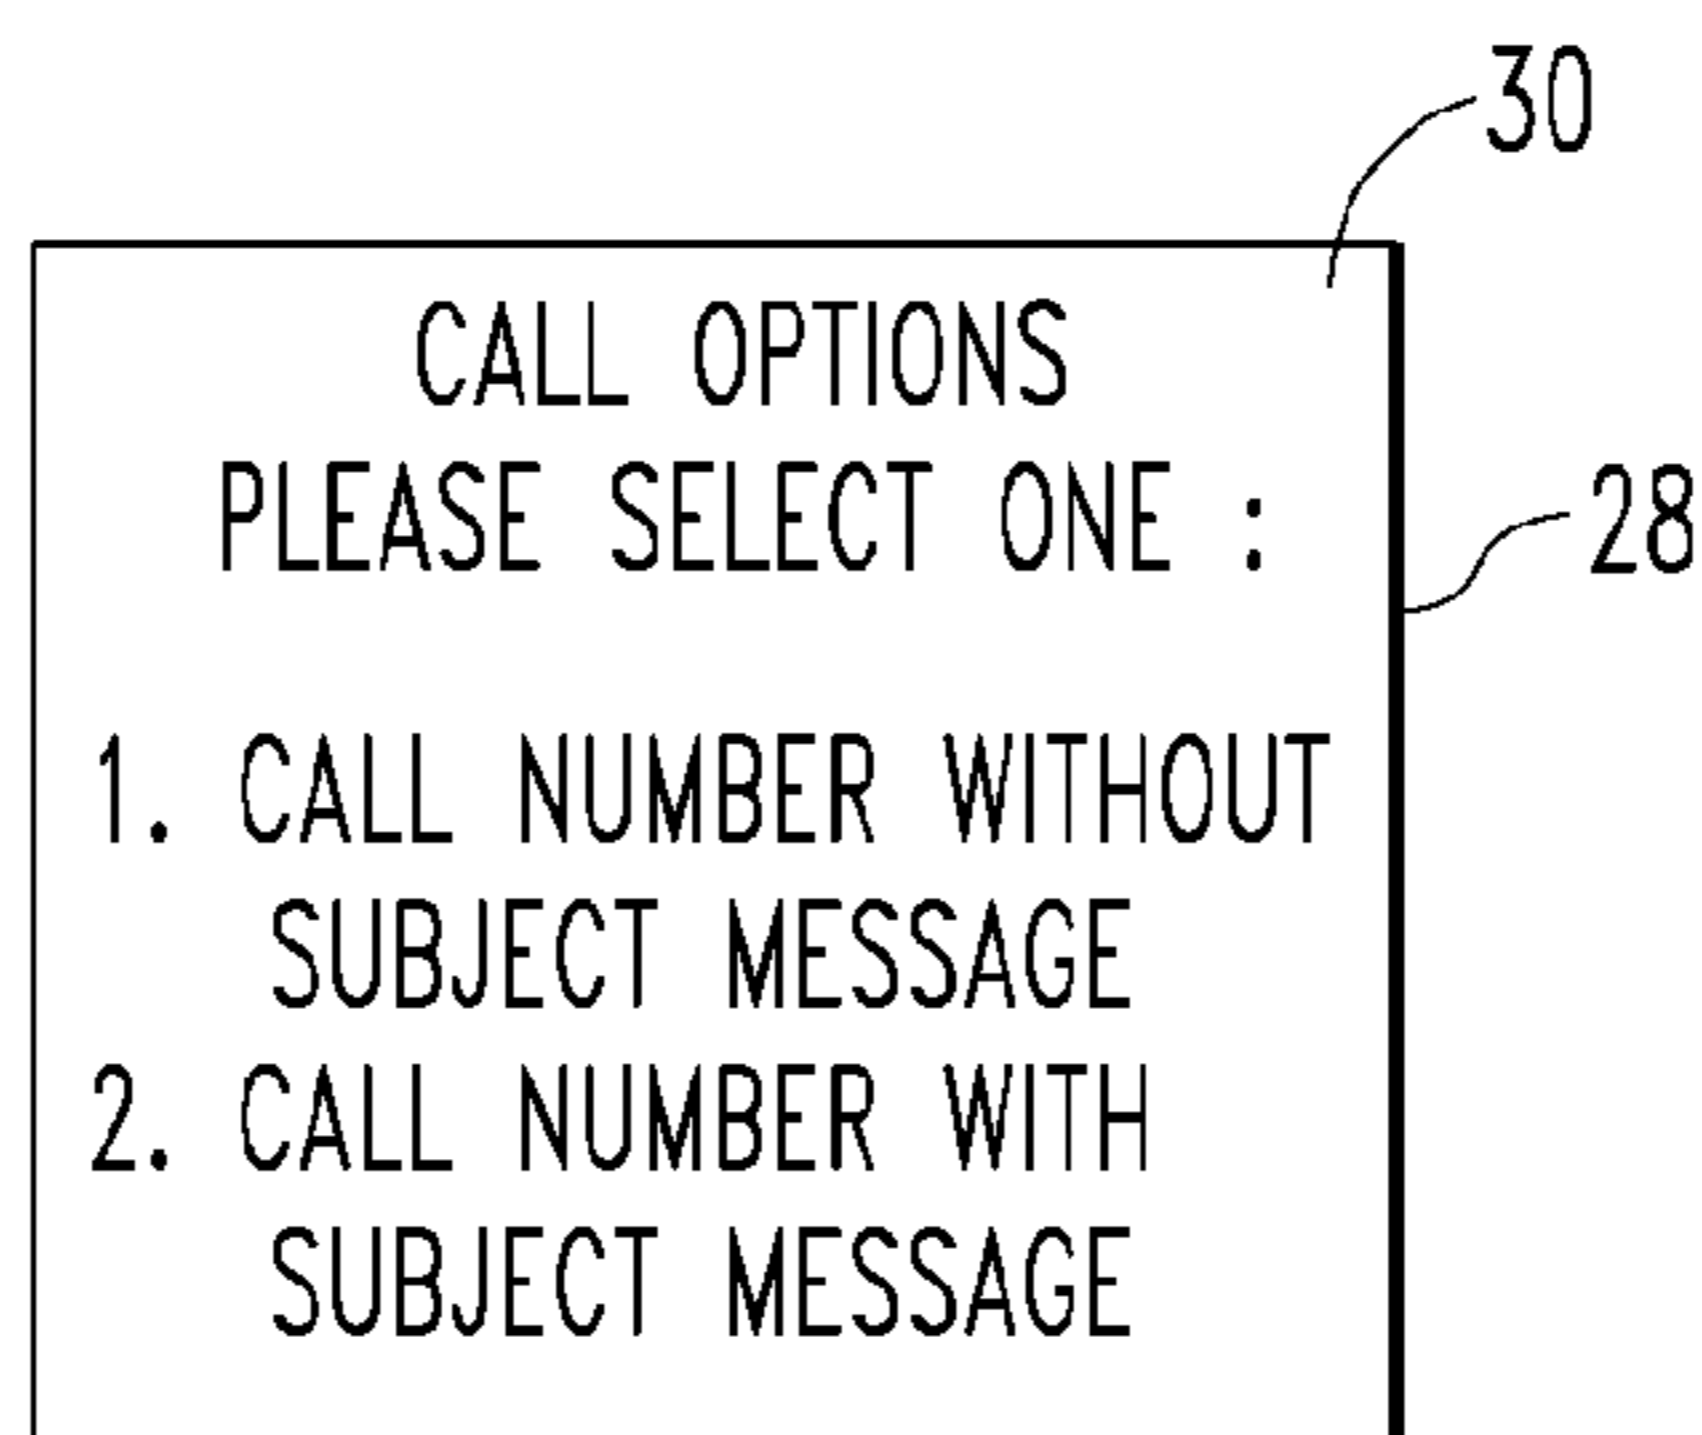 30
CALL OPTIONS
PLEASE SELECT ONE :
28
1. CALL NUMBER WITHOUT
SUBJECT MESSAGE
2. CALL NUMBER WITH
SUBJECT MESSAGE